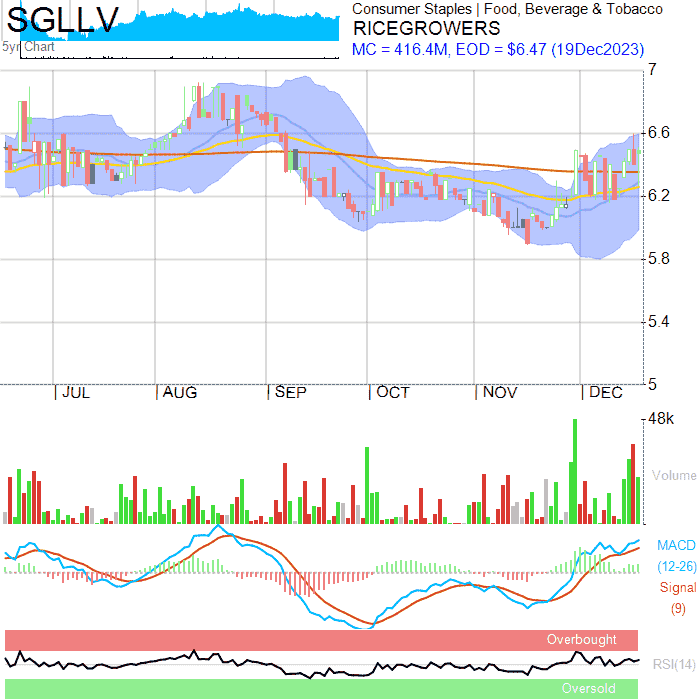 SGLLV
5yr Chart
Consumer Staples | Food, Beverage & Tobacco
RICEGROWERS
MC = 416.4M, EOD = $6.47 (19Dec2023)
7
6.6
6.2
5.8
5.4
5
JUL AUG SEP OCT NOV DEC
48k
Volume
MACD
(12-26)
Signal
(9)
Overbought
RSI(14)
Oversold